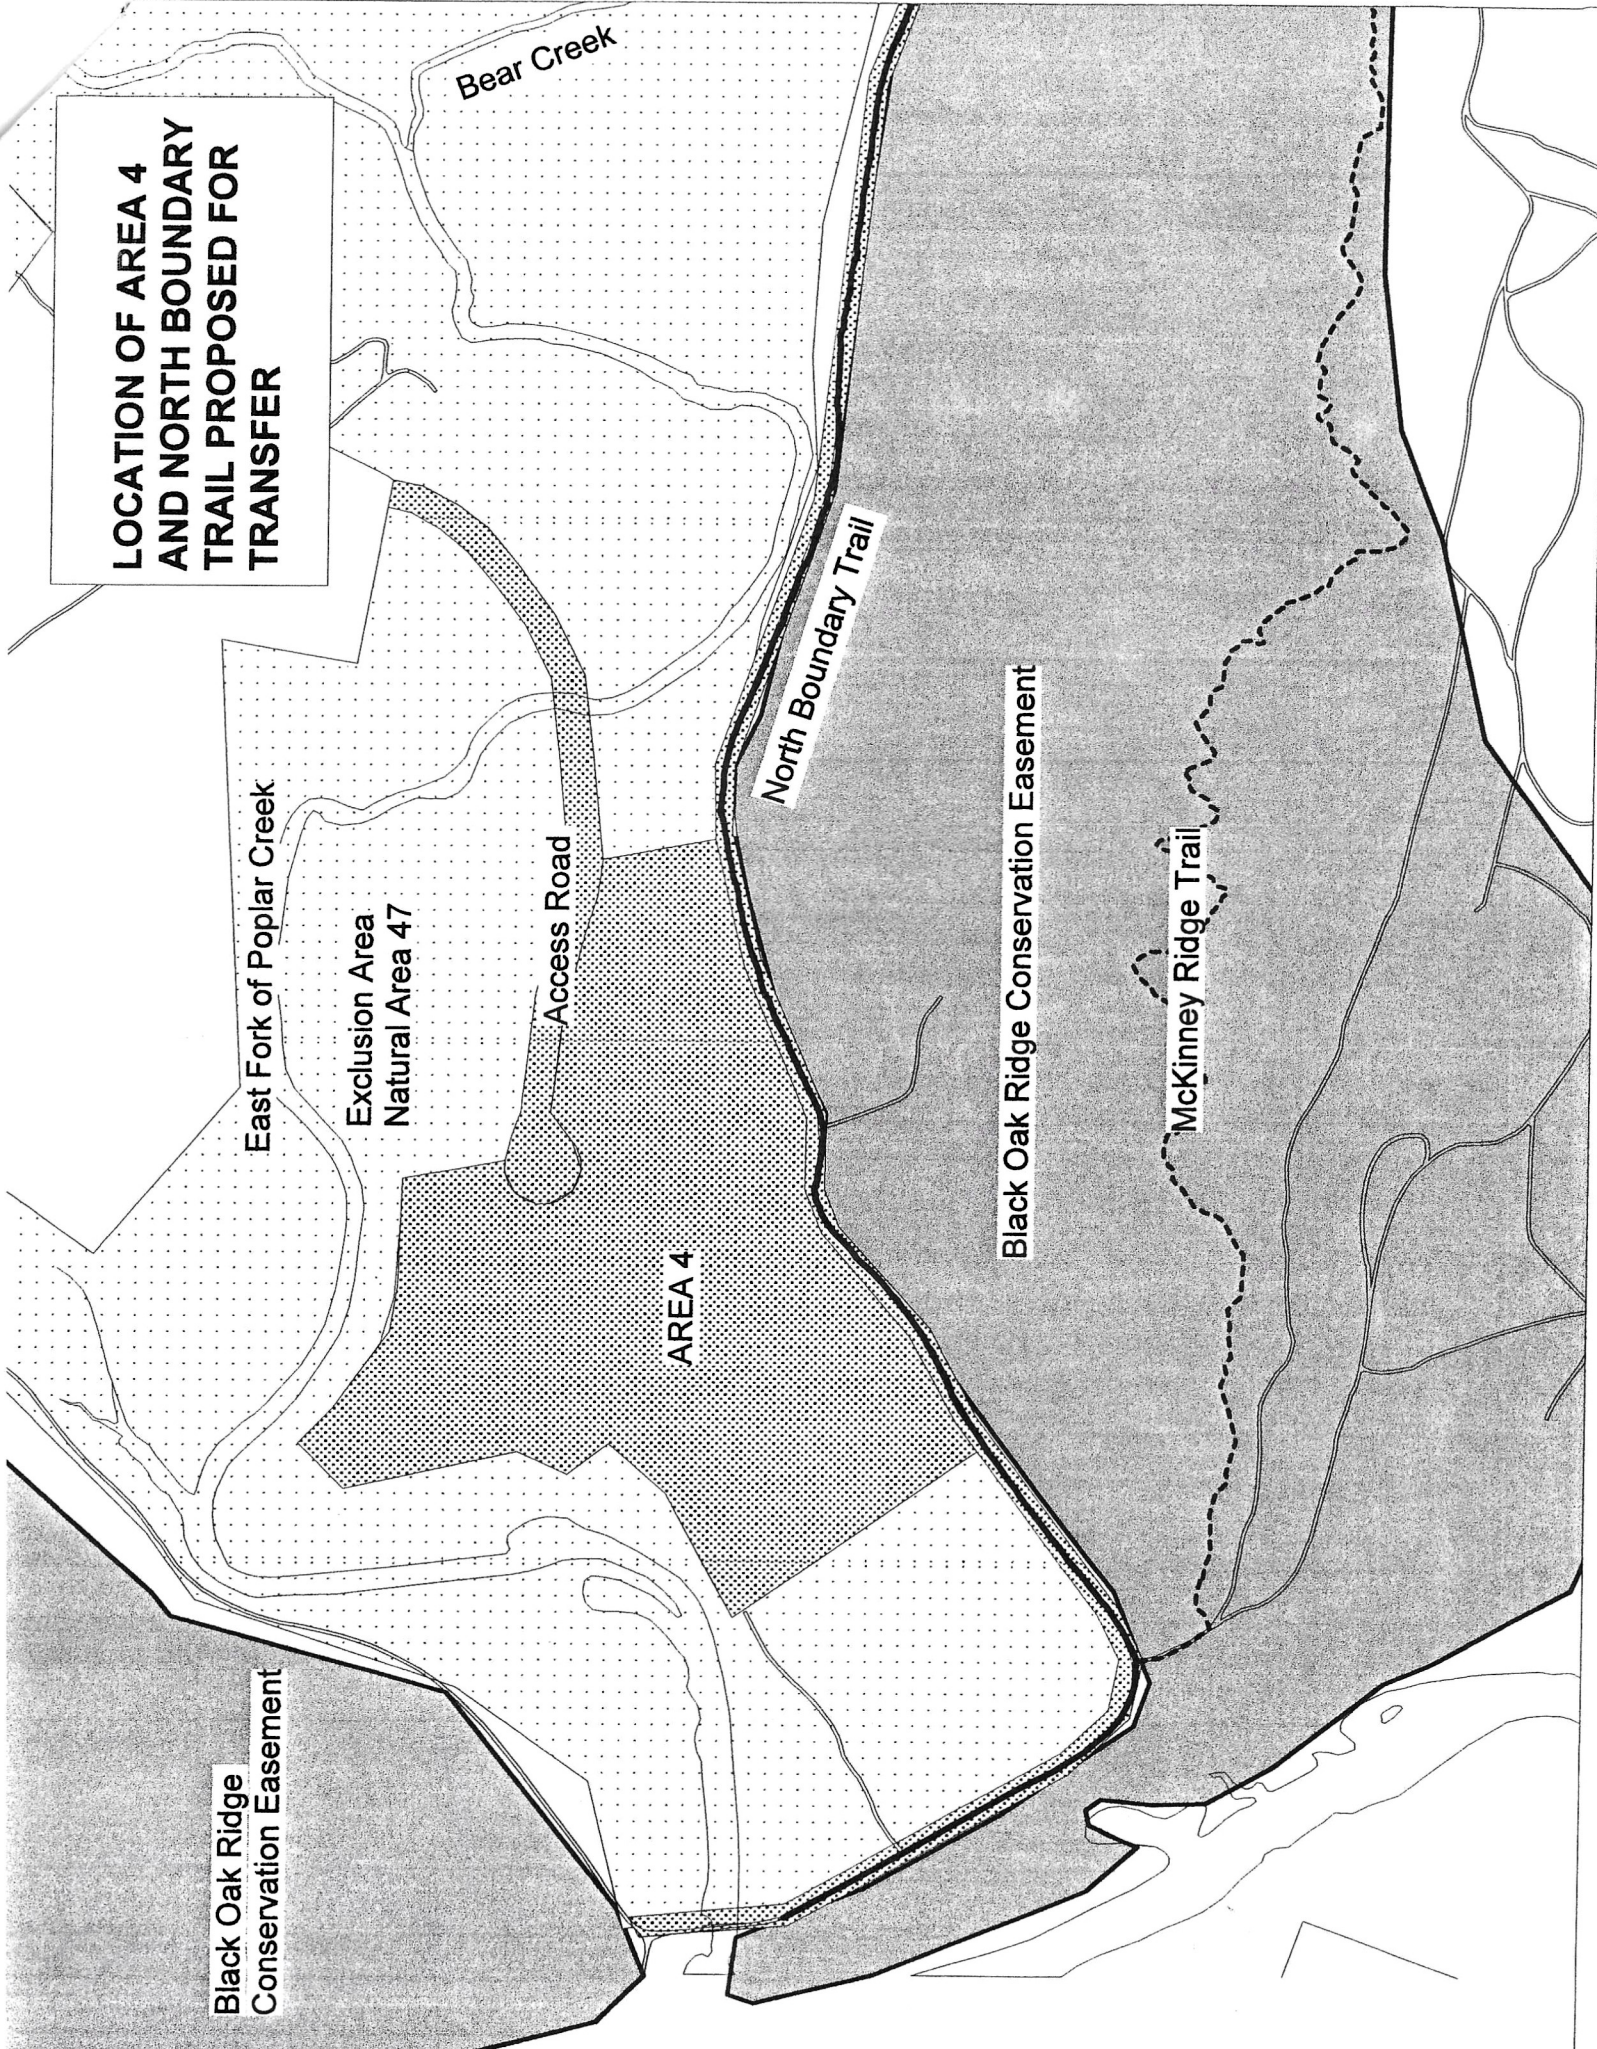 LOCATION OF AREA 4
AND NORTH BOUNDARY
TRAIL PROPOSED FOR
TRANSFER
Bear Creek
East Fork of Poplar Creek
Exclusion Area
Natural Area 47
Access Road
North Boundary Trail
AREA 4
Black Oak Ridge Conservation Easement
McKinney Ridge Trail
Black Oak Ridge
Conservation Easement